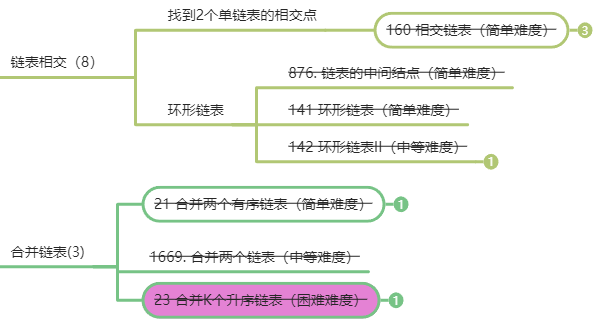 找到2个单链表的相交点
160 相交链表（简单难度）
3
链表相交（8）
876. 链表的中间结点（简单难度）
环形链表
141 环形链表（简单难度）
142 环形链表II（中等难度）
1
21 合并两个有序链表（简单难度）
1
合并链表(3)
1669. 合并两个链表（中等难度）
23 合并K个升序链表（困难难度）
1